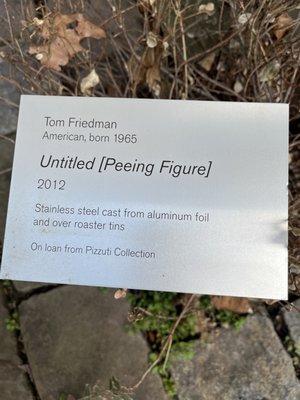 Tom Friedman
American, born 1965
Untitled [Peeing Figure]
2012
Stainless steel cast from aluminum foil
and over roaster tins
On loan from Pizzuti Collection